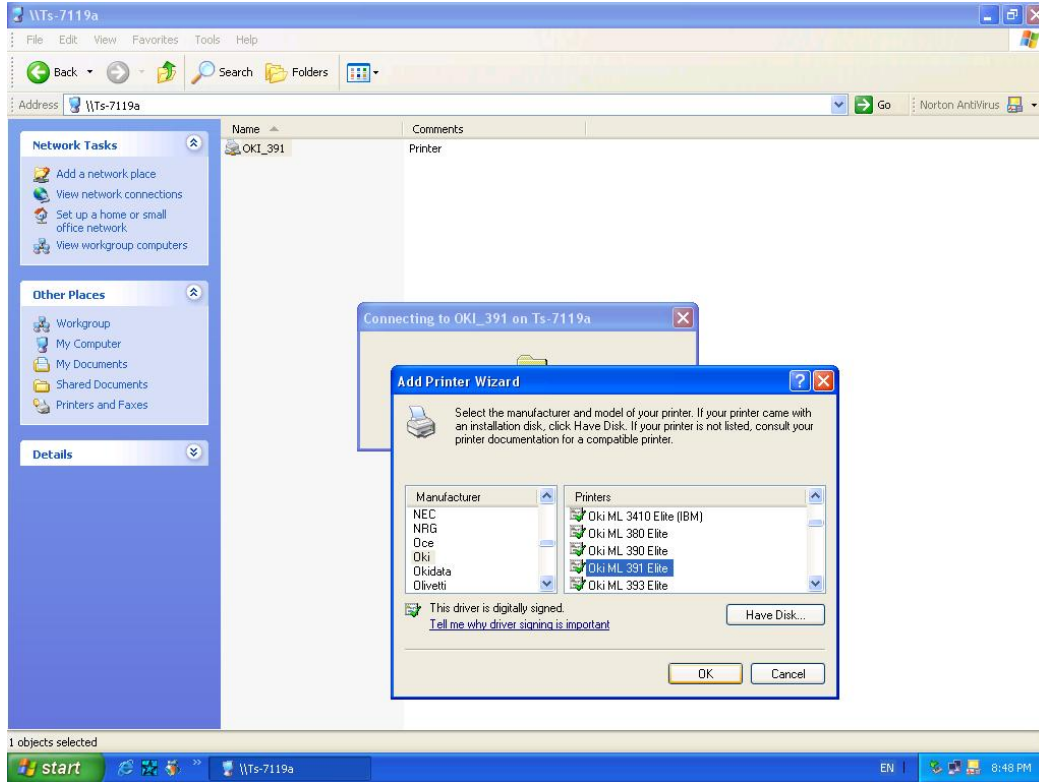 \\Ts-7119a
File Edit View Favorites Tools Help
Back Search Folders
Address \\Ts-7119a Go Norton AntiVirus
Network Tasks
Add a network place
View network connections
Set up a home or small
office network
View workgroup computers
Other Places
Workgroup
My Computer
My Documents
Shared Documents
Printers and Faxes
Details
Name Comments
OKI_391 Printer
Connecting to OKI_391 on Ts-7119a
Add Printer Wizard
Select the manufacturer and model of your printer. If your printer came with
an installation disk, click Have Disk. If your printer is not listed, consult your
printer documentation for a compatible printer.
Manufacturer
NEC
NRG
Oce
Oki
Okidata
Olivetti
Printers
Oki ML 3410 Elite (IBM)
Oki ML 380 Elite
Oki ML 390 Elite
Oki ML 391 Elite
Oki ML 393 Elite
This driver is digitally signed.
Tell me why driver signing is important
Have Disk...
OK Cancel
1 objects selected
start \\Ts-7119a EN 8:48 PM